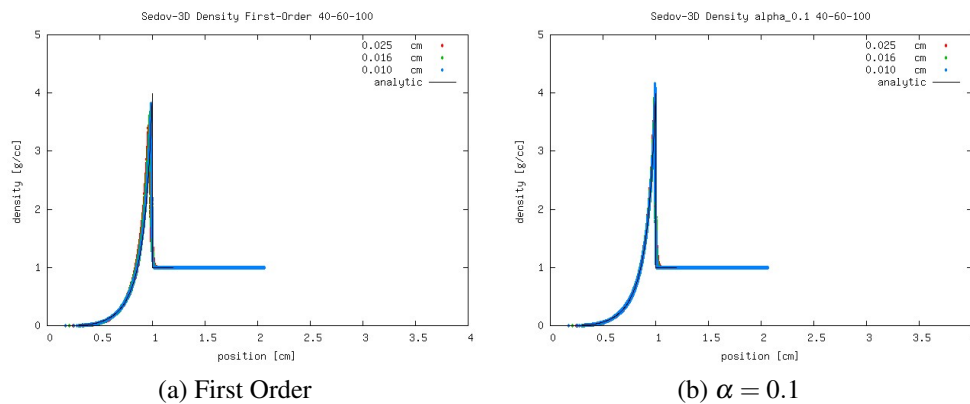 Sedov-3D Density First-Order 40-60-100
0.025 cm
0.016 cm
0.010 cm
analytic
density [g/cc]
5
4
3
2
1
0
0 0.5 1 1.5 2 2.5 3 3.5 4
position [cm]
(a) First Order
Sedov-3D Density alpha_0.1 40-60-100
0.025 cm
0.016 cm
0.010 cm
analytic
density [g/cc]
5
4
3
2
1
0
0 0.5 1 1.5 2 2.5 3 3.5
position [cm]
(b) α = 0.1